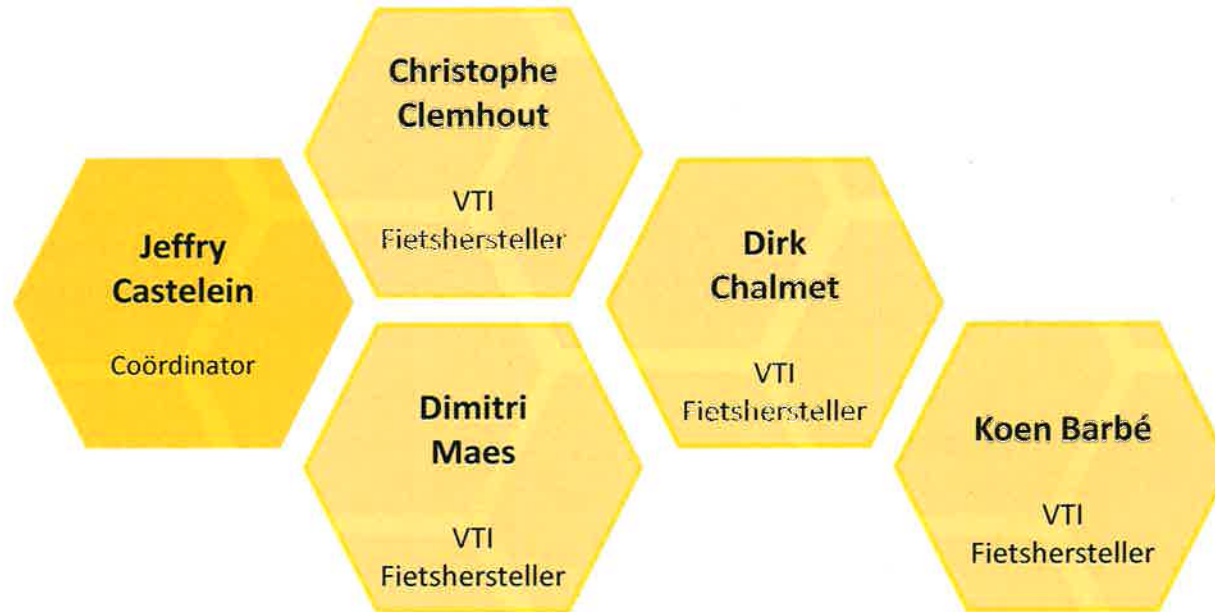 Jeffry
Castelein
Coördinator
Christophe
Clemhout
VTI
Fietshersteller
Dimitri
Maes
VTI
Fietshersteller
Dirk
Chalmet
VTI
Fietshersteller
Koen Barbé
VTI
Fietshersteller